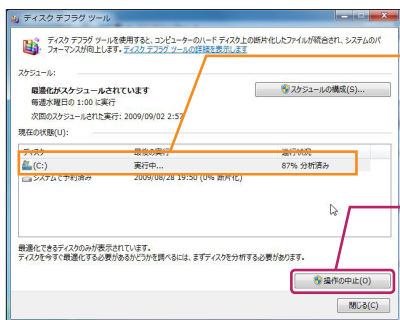 ディスク デフラグ ツール
ディスク デフラグ ツールを使用すると、コンピューターのハード ディスク上の断片化したファイルが統合され、システムのパ
フォーマンスが向上します。ディスク デフラグ ツールの詳細を表示します
スケジュール:
最適化がスケジュールされています
スケジュールの構成(S)...
毎週水曜日の 1:00 に実行
次回のスケジュールされた実行: 2009/09/02 2:57
現在の状態(U):
ディスク 最後の実行 進行状況
(C:) 実行中... 87% 分析済み
システムで予約済み 2009/08/28 19:50 (0% 断片化)
最適化できるディスクのみが表示されています。
ディスクを今すぐ最適化する必要があるかどうかを調べるには、まずディスクを分析する必要があります。
操作の中止(O)
閉じる(C)